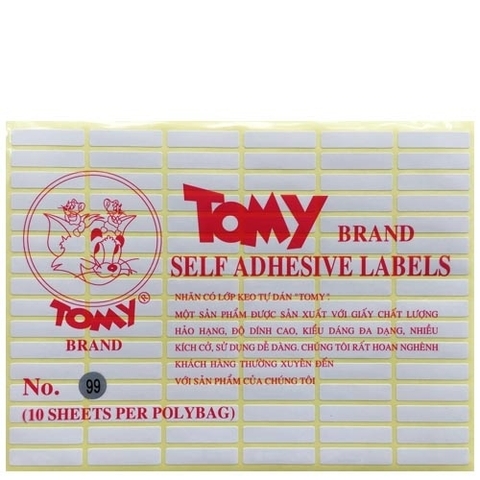 TOMY BRAND
SELF ADHESIVE LABELS
NHÃN CÓ LỚP KEO TỰ DÁN "TOMY".
MỘT SẢN PHẨM ĐƯỢC SẢN XUẤT VỚI GIẤY CHẤT LƯỢNG
HẢO HẠNG, ĐỘ DÍNH CAO, KIỂU DÁNG ĐA DẠNG, NHIỀU
KÍCH CỞ, SỬ DỤNG DỄ DÀNG. CHÚNG TÔI RẤT HOAN NGHÊNH
KHÁCH HÀNG THƯỜNG XUYÊN ĐẾN
VỚI SẢN PHẨM CỦA CHÚNG TÔI
TOMY®
BRAND
No. 99
(10 SHEETS PER POLYBAG)